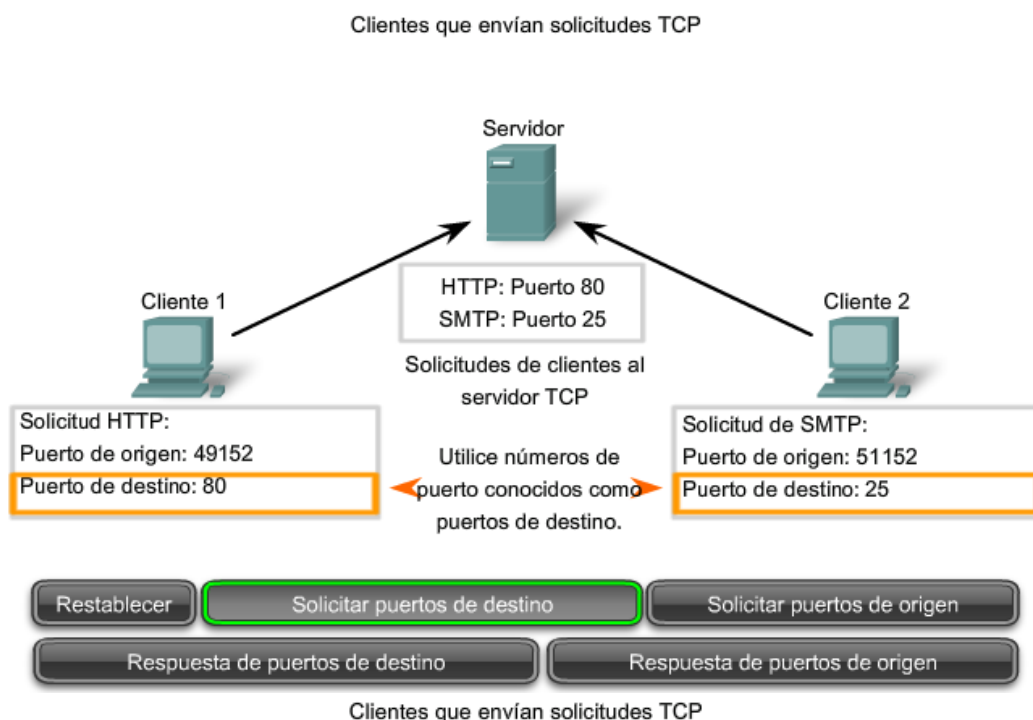 Clientes que envían solicitudes TCP
Servidor
Cliente 1
HTTP: Puerto 80
SMTP: Puerto 25
Cliente 2
Solicitudes de clientes al
servidor TCP
Solicitud HTTP:
Puerto de origen: 49152
Puerto de destino: 80
Utilice números de
puerto conocidos como
puertos de destino.
Solicitud de SMTP:
Puerto de origen: 51152
Puerto de destino: 25
Restablecer
Solicitar puertos de destino
Solicitar puertos de origen
Respuesta de puertos de destino
Respuesta de puertos de origen
Clientes que envían solicitudes TCP